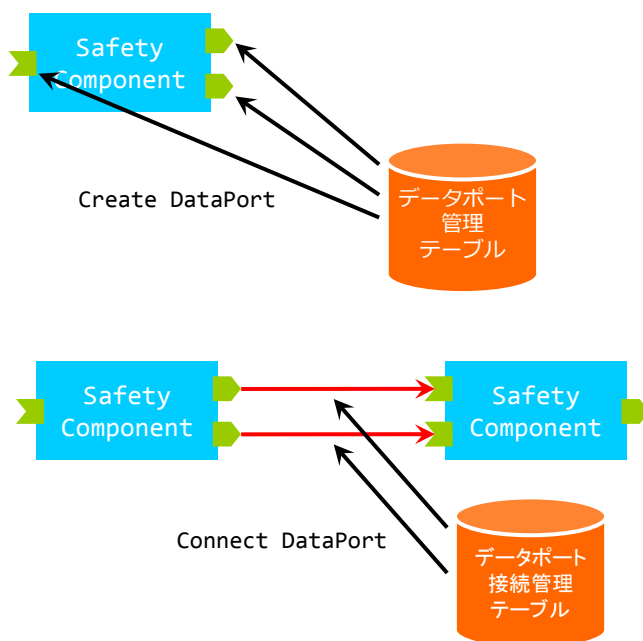 Safety
Component
Create DataPort
データポート
管理
テーブル
Safety
Component
Safety
Component
Connect DataPort
データポート
接続管理
テーブル